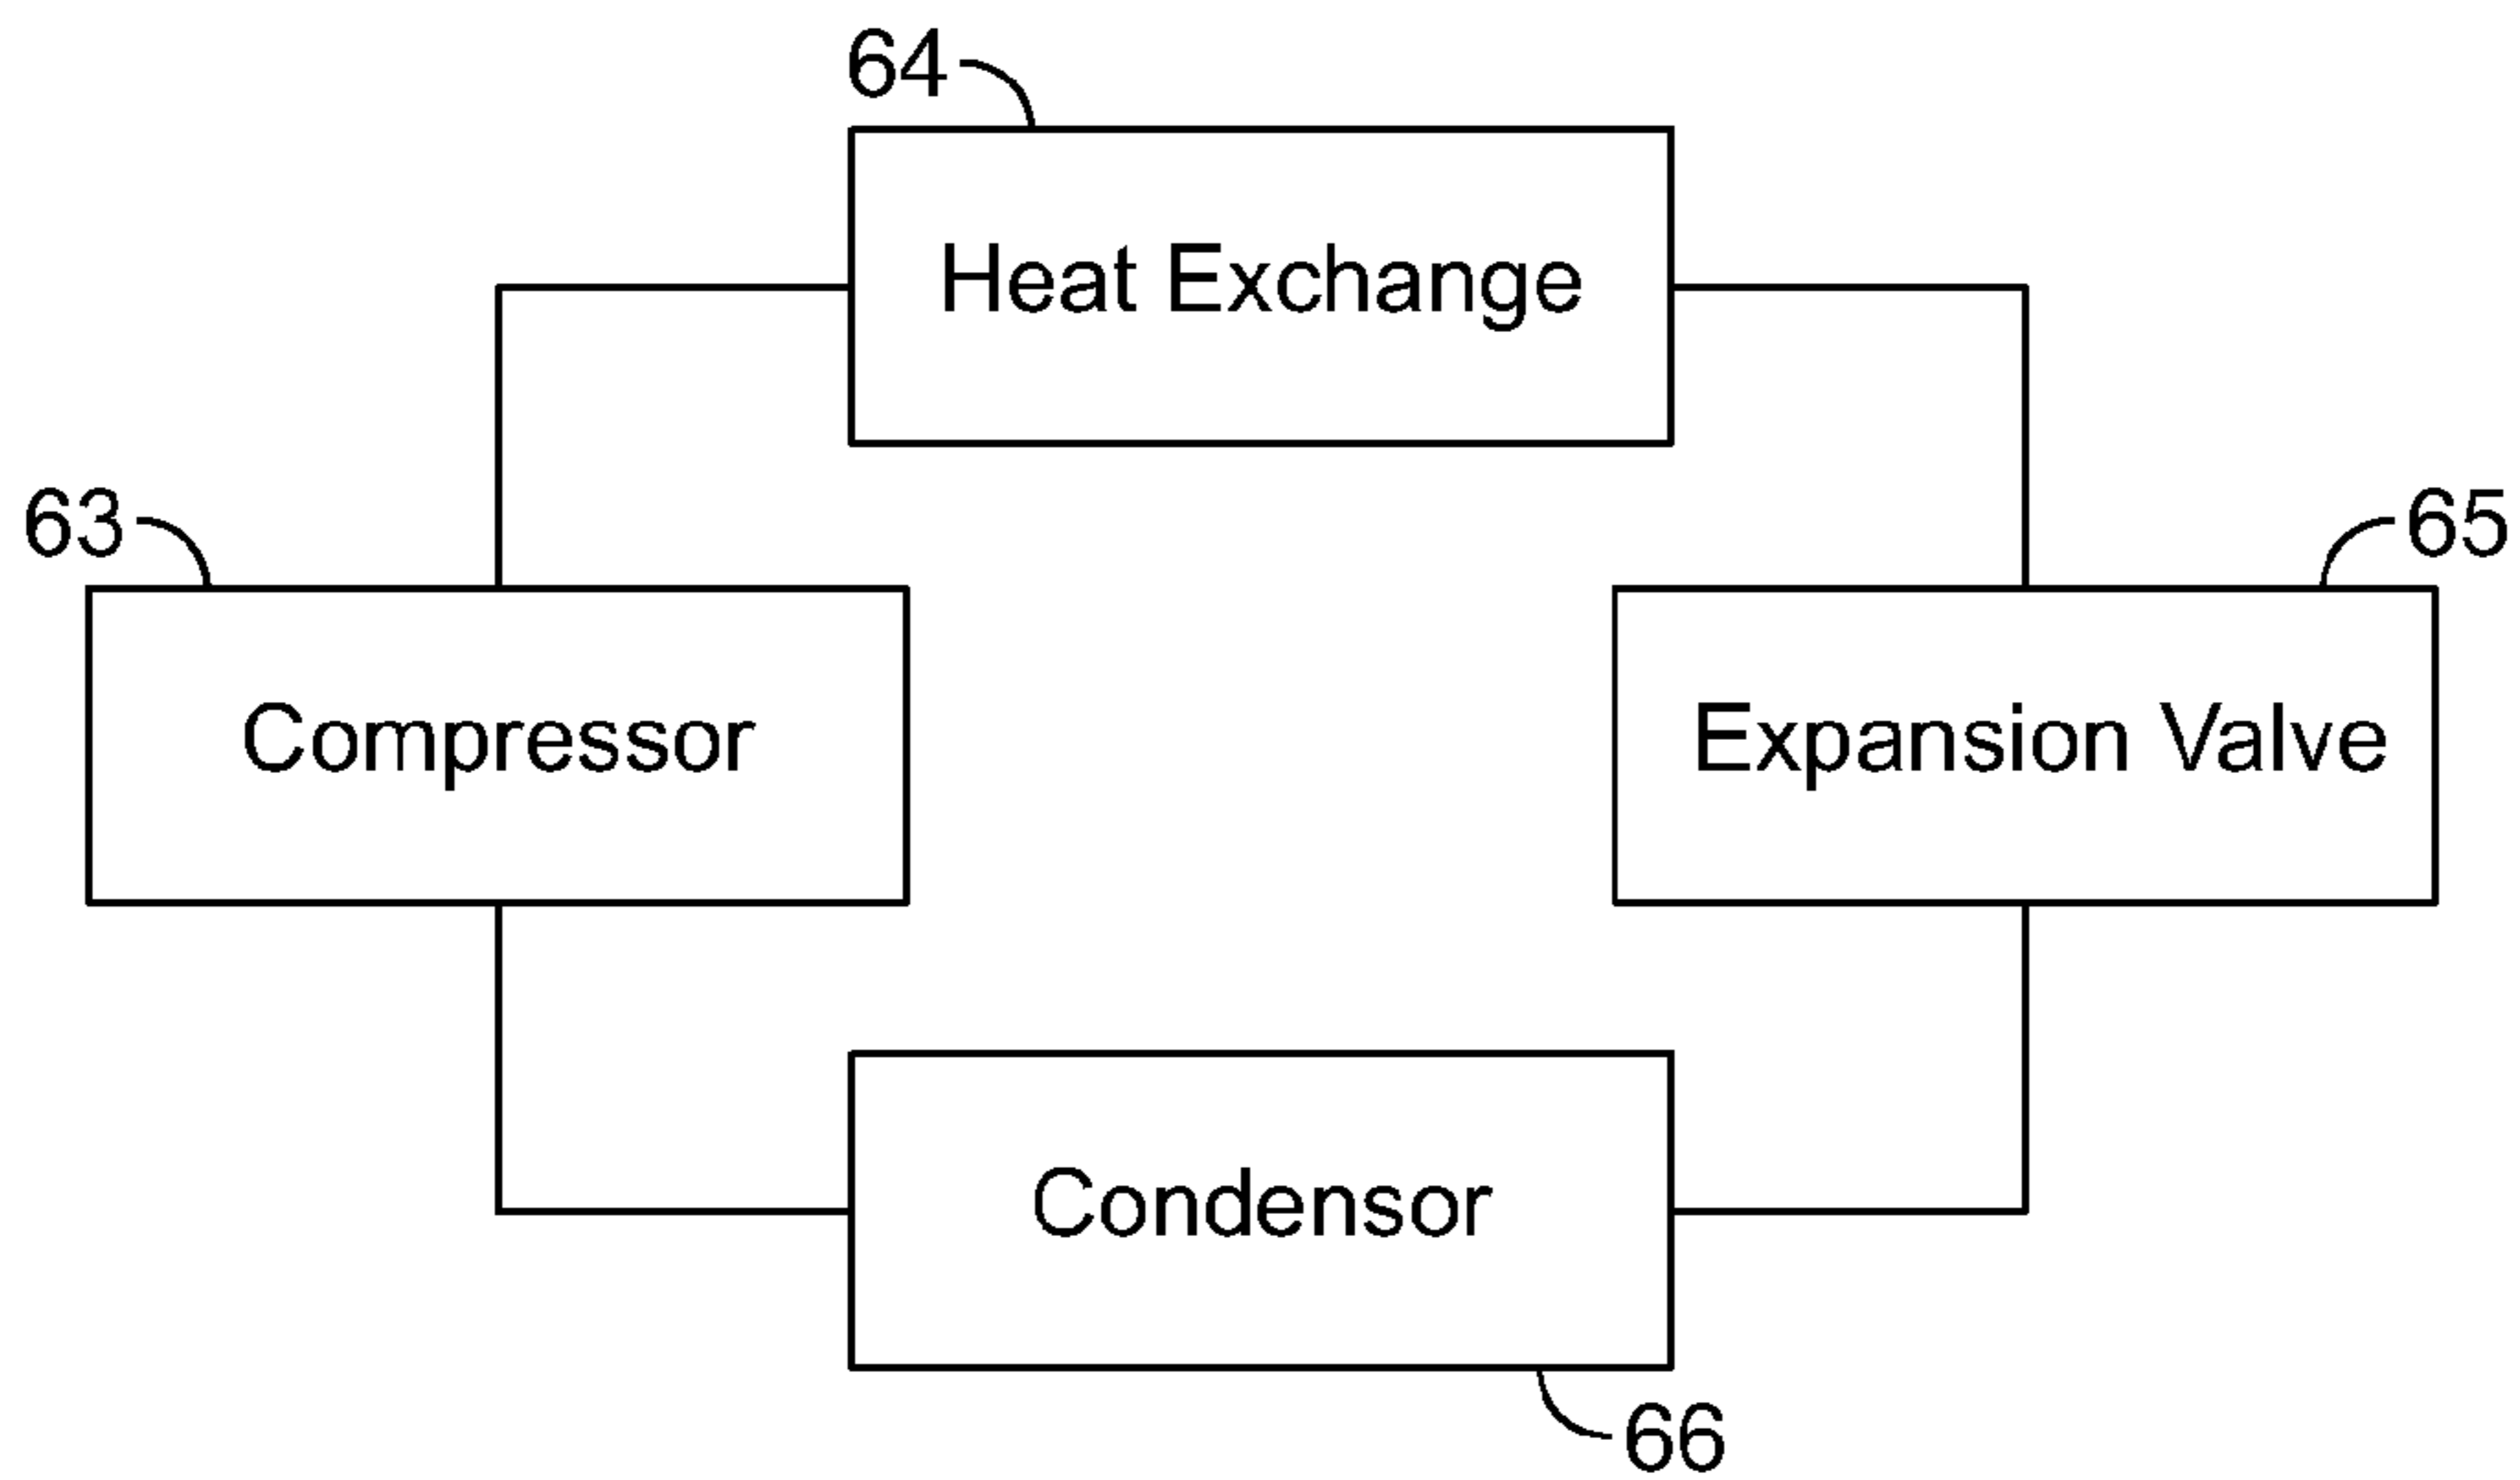 64
Heat Exchange
63
65
Compressor
Expansion Valve
Condensor
66